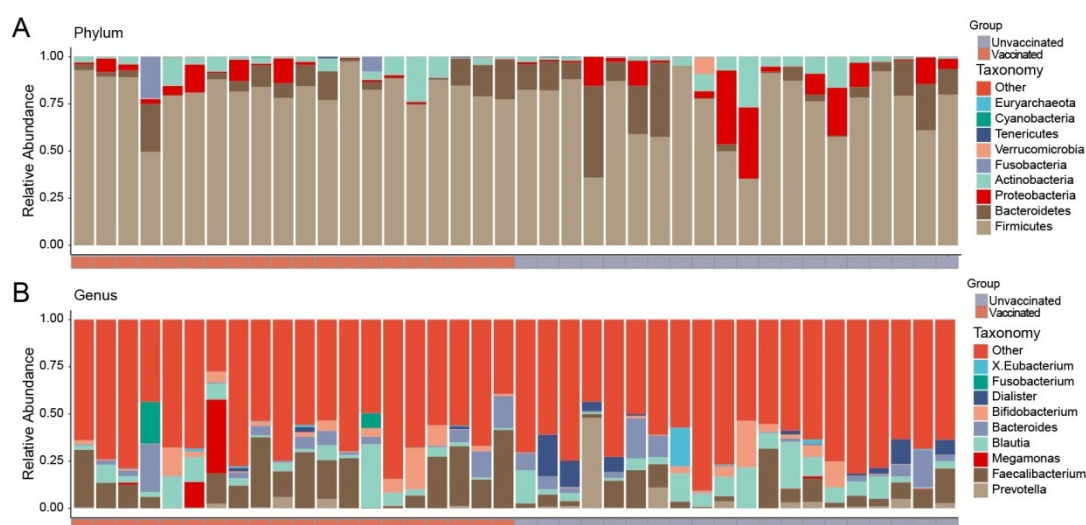 A
Phylum
1.00
0.75
0.50
0.25
0.00
Relative Abundance
Group
Unvaccinated
Vaccinated
Taxonomy
Other
Euryarchaeota
Cyanobacteria
Tenericutes
Verrucomicrobia
Fusobacteria
Actinobacteria
Proteobacteria
Bacteroidetes
Firmicutes
B
Genus
1.00
0.75
0.50
0.25
0.00
Relative Abundance
Group
Unvaccinated
Vaccinated
Taxonomy
Other
X.Eubacterium
Fusobacterium
Dialister
Bifidobacterium
Bacteroides
Blautia
Megamonas
Faecalibacterium
Prevotella